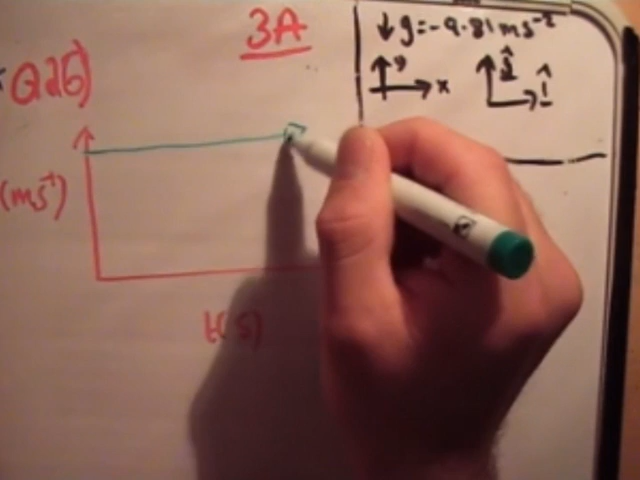 3A
Q2b)
(ms⁻¹)
t(s)
↓g=-9.81ms⁻²
y
x
ĵ
î